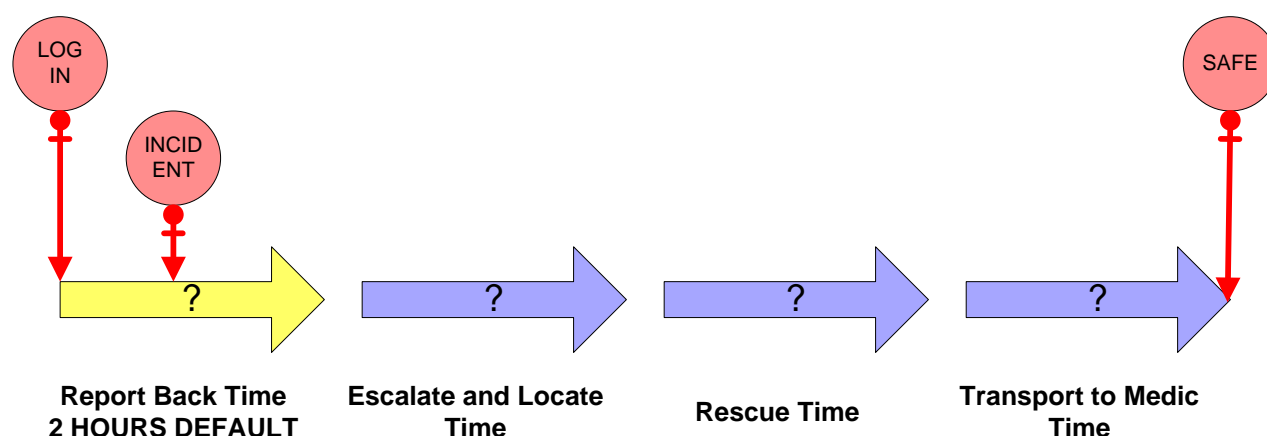 LOG
IN
SAFE
INCID
ENT
?
?
?
?
Report Back Time
2 HOURS DEFAULT
Escalate and Locate
Time
Rescue Time
Transport to Medic
Time